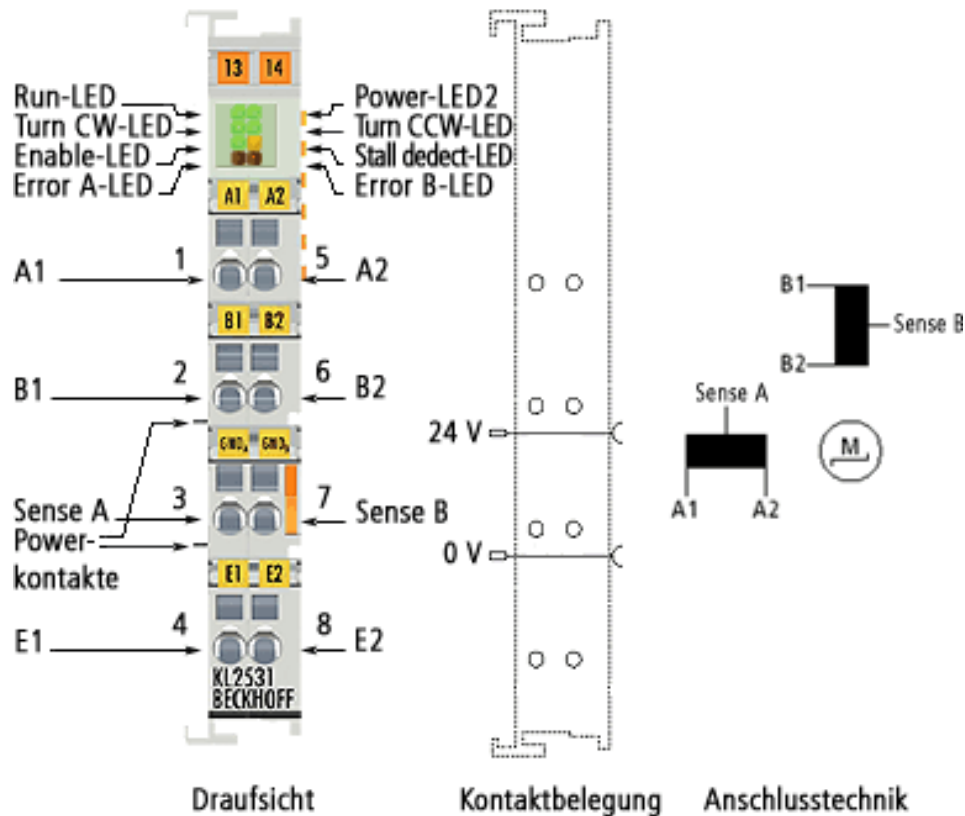 13 14
Run-LED
Turn CW-LED
Enable-LED
Error A-LED
Power-LED2
Turn CCW-LED
Stall dedect-LED
Error B-LED
A1 A2
A1 1 5 A2
B1 B2
B1 2 6 B2
GND GND
Sense A 3 7 Sense B
Power-
kontakte
E1 E2
E1 4 8 E2
KL2531
BECKHOFF
24 V
0 V
B1
Sense B
B2
Sense A
M
A1 A2
Draufsicht Kontaktbelegung Anschlusstechnik